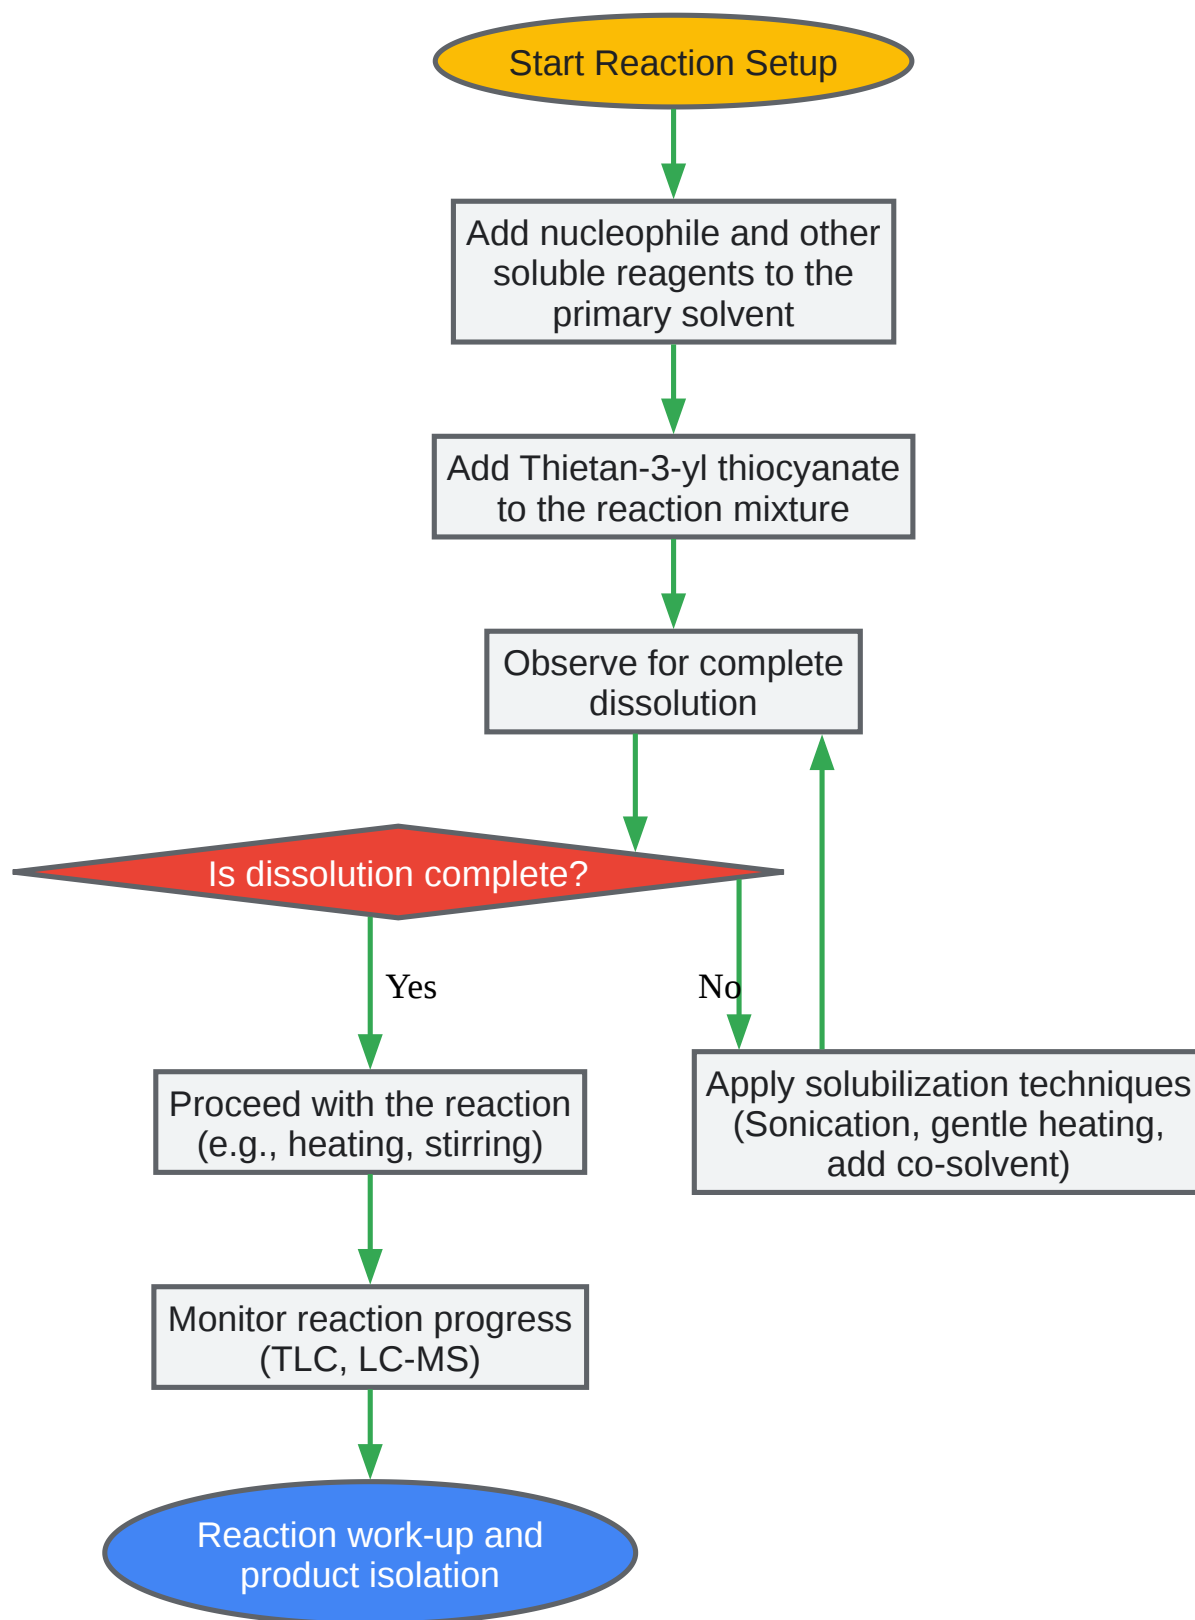 Start Reaction Setup
Add nucleophile and other
soluble reagents to the
primary solvent
Add Thietan-3-yl thiocyanate
to the reaction mixture
Observe for complete
dissolution
Is dissolution complete?
Yes
No
Proceed with the reaction
(e.g., heating, stirring)
Apply solubilization techniques
(Sonication, gentle heating,
add co-solvent)
Monitor reaction progress
(TLC, LC-MS)
Reaction work-up and
product isolation